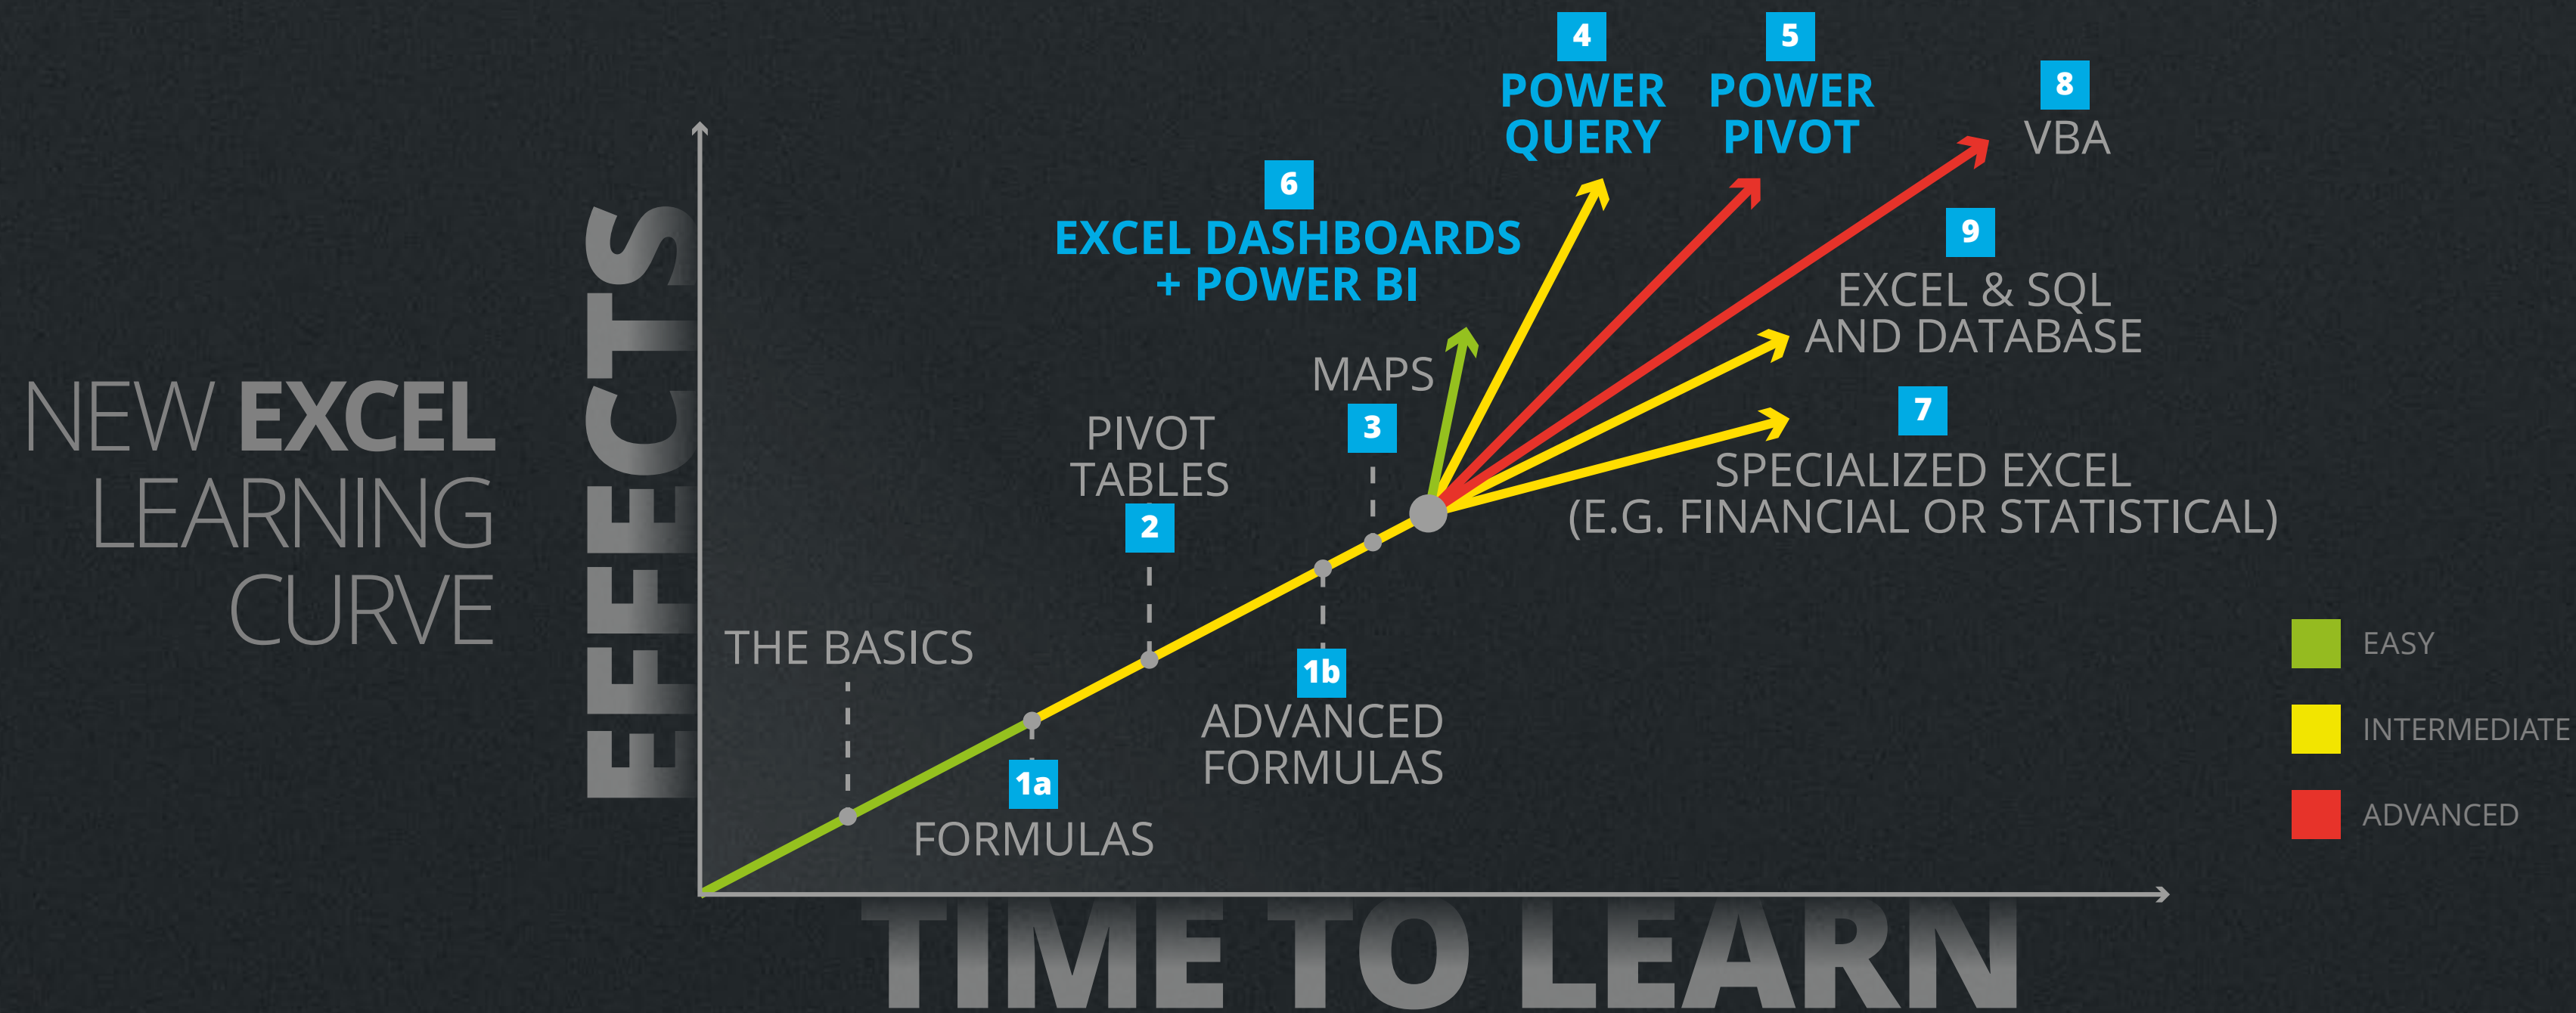 NEW EXCEL
LEARNING
CURVE
EFFECTS
4
POWER
QUERY
5
POWER
PIVOT
8
VBA
6
EXCEL DASHBOARDS
+ POWER BI
9
EXCEL & SQL
AND DATABASE
MAPS
3
7
SPECIALIZED EXCEL
(E.G. FINANCIAL OR STATISTICAL)
PIVOT
TABLES
2
THE BASICS
1b
ADVANCED
FORMULAS
1a
FORMULAS
EASY
INTERMEDIATE
ADVANCED
TIME TO LEARN